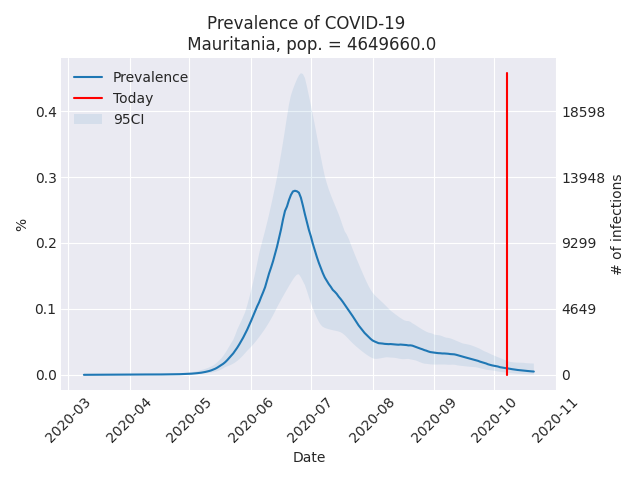 Prevalence of COVID-19
Mauritania, pop. = 4649660.0
Prevalence
Today
95CI
0.4
0.3
0.2
0.1
0.0
%
18598
13948
9299
4649
0
# of infections
2020-03
2020-04
2020-05
2020-06
2020-07
2020-08
2020-09
2020-10
2020-11
Date